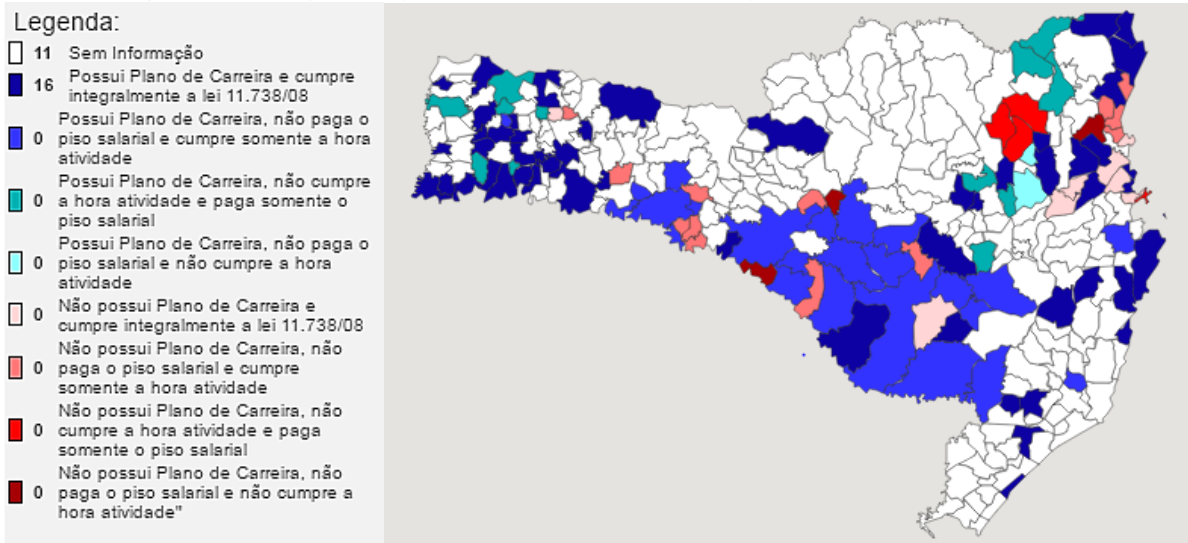 Legenda:
11 Sem Informação
Possui Plano de Carreira e cumpre
16 integralmente a lei 11.738/08
Possui Plano de Carreira, não paga o
0 piso salarial e cumpre somente a hora
atividade
Possui Plano de Carreira, não cumpre
0 a hora atividade e paga somente o
piso salarial
Possui Plano de Carreira, não paga o
0 piso salarial e não cumpre a hora
atividade
0 Não possui Plano de Carreira e
cumpre integralmente a lei 11.738/08
Não possui Plano de Carreira, não
0 paga o piso salarial e cumpre
somente a hora atividade
Não possui Plano de Carreira, não
0 cumpre a hora atividade e paga
somente o piso salarial
Não possui Plano de Carreira, não
0 paga o piso salarial e não cumpre a
hora atividade"